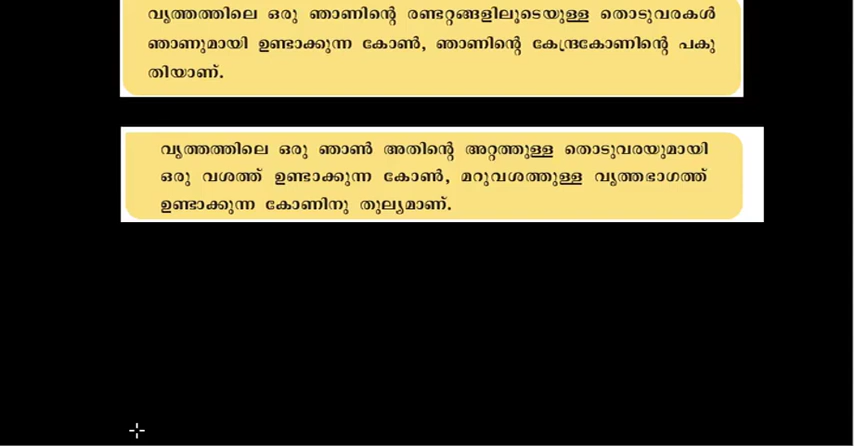 വൃത്തത്തിലെ ഒരു ഞാണിന്റെ രണ്ടറ്റങ്ങളിലൂടെയുള്ള തൊടുവരകൾ
ഞാണുമായി ഉണ്ടാക്കുന്ന കോൺ, ഞാണിന്റെ കേന്ദ്രകോണിന്റെ പകു
തിയാണ്.
വൃത്തത്തിലെ ഒരു ഞാൺ അതിന്റെ അറ്റത്തുള്ള തൊടുവരയുമായി
ഒരു വശത്ത് ഉണ്ടാക്കുന്ന കോൺ, മറുവശത്തുള്ള വൃത്തഭാഗത്ത്
ഉണ്ടാക്കുന്ന കോണിനു തുല്യമാണ്.